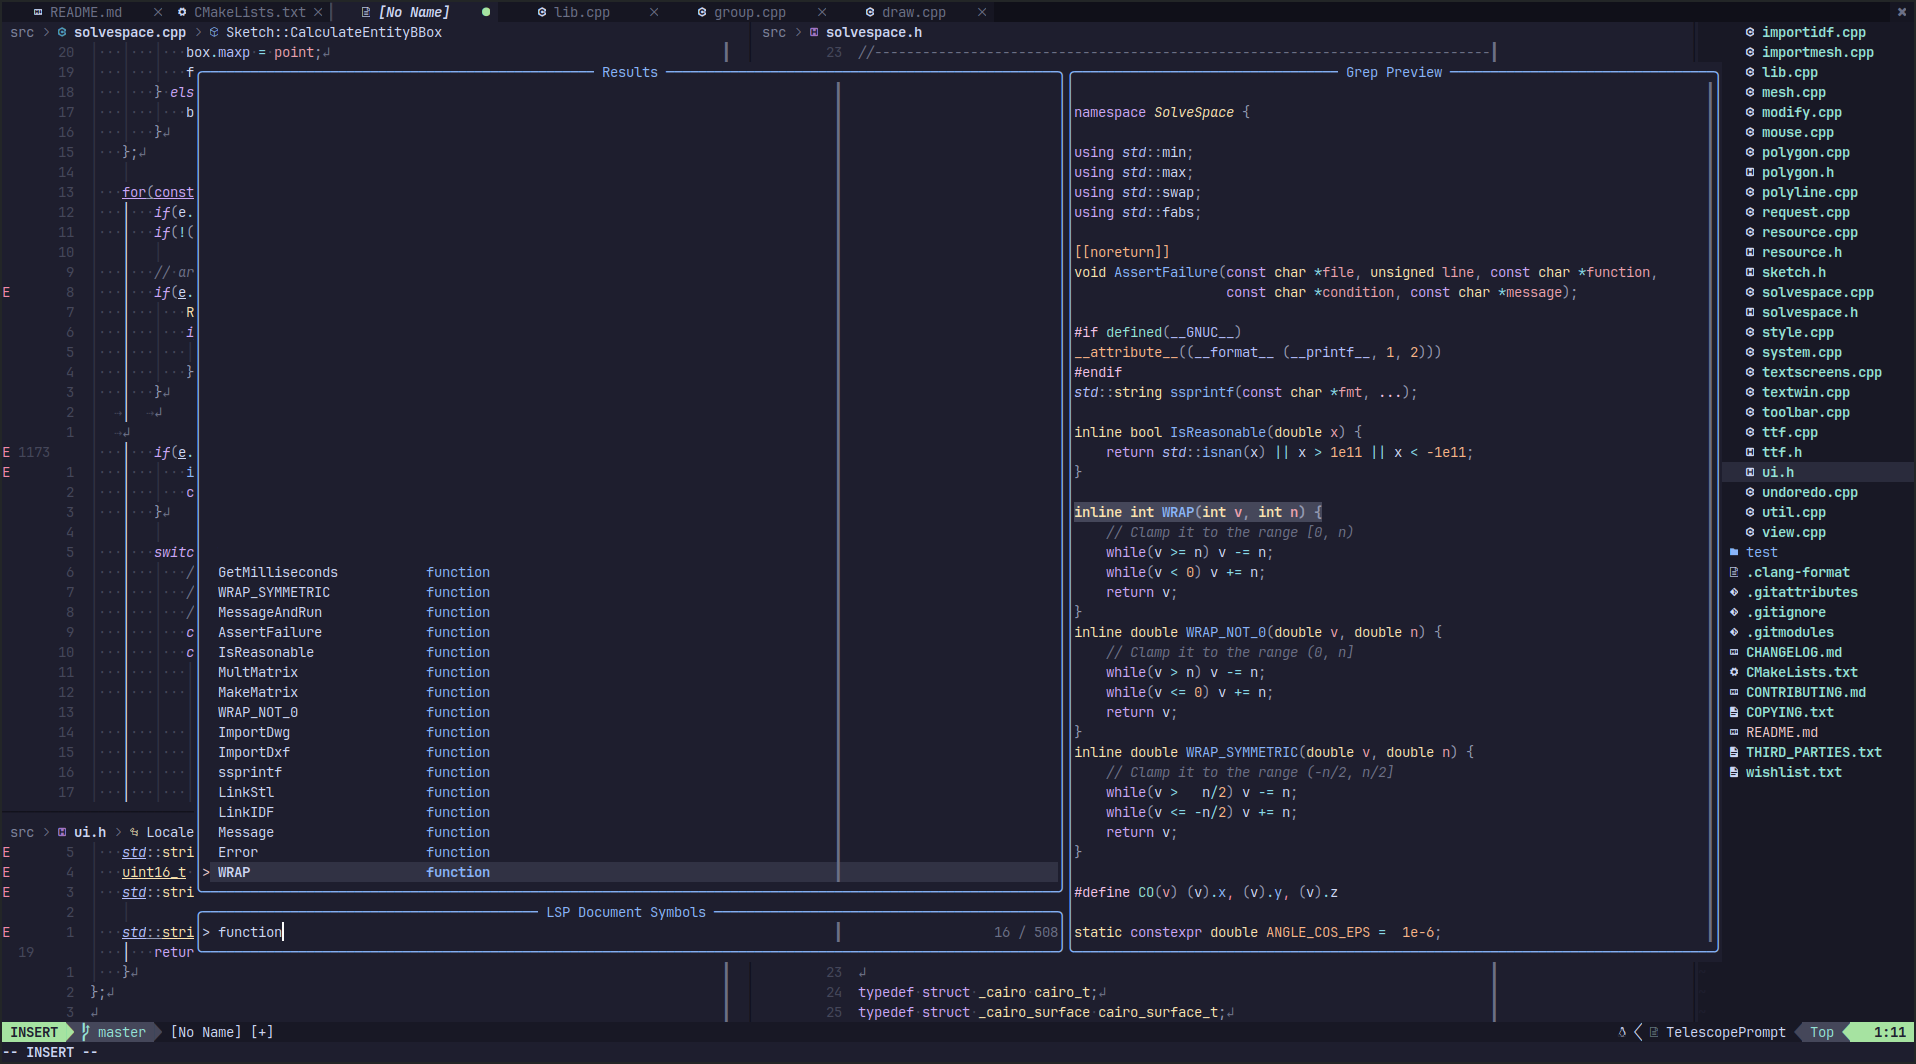 README.md CMakeLists.txt [No Name] lib.cpp group.cpp draw.cpp
src > solvespace.cpp > Sketch::CalculateEntityBBox
20 box.maxp = point;
19 f
18 } els
17 b
16 }
15 };
14
13 for(const
12 if(e.
11 if(!(
10
9 // ar
E 8 if(e.
7 R
6 i
5
4 }
3 }
2
1
E 1173 if(e.
E 1 i
2 c
3 }
4
5 switc
6 /
7 /
8 /
9 c
10 c
11
12
13
14
15
16
17
src > ui.h > Locale
E 5 std::stri
E 4 uint16_t
E 3 std::stri
2
E 1 std::stri
19 retur
1 }
2 };
3
Results
GetMilliseconds function
WRAP_SYMMETRIC function
MessageAndRun function
AssertFailure function
IsReasonable function
MultMatrix function
MakeMatrix function
WRAP_NOT_0 function
ImportDwg function
ImportDxf function
ssprintf function
LinkStl function
LinkIDF function
Message function
Error function
> WRAP function
LSP Document Symbols
> function 16 / 508
src > solvespace.h
23 //-----------------------------------------------------------------------------
Grep Preview
namespace SolveSpace {
using std::min;
using std::max;
using std::swap;
using std::fabs;
[[noreturn]]
void AssertFailure(const char *file, unsigned line, const char *function,
const char *condition, const char *message);
#if defined(__GNUC__)
__attribute__((__format__ (__printf__, 1, 2)))
#endif
std::string ssprintf(const char *fmt, ...);
inline bool IsReasonable(double x) {
return std::isnan(x) || x > 1e11 || x < -1e11;
}
inline int WRAP(int v, int n) {
// Clamp it to the range [0, n)
while(v >= n) v -= n;
while(v < 0) v += n;
return v;
}
inline double WRAP_NOT_0(double v, double n) {
// Clamp it to the range (0, n]
while(v > n) v -= n;
while(v <= 0) v += n;
return v;
}
inline double WRAP_SYMMETRIC(double v, double n) {
// Clamp it to the range (-n/2, n/2]
while(v > n/2) v -= n;
while(v <= -n/2) v += n;
return v;
}
#define CO(v) (v).x, (v).y, (v).z
static constexpr double ANGLE_COS_EPS = 1e-6;
23
24 typedef struct _cairo cairo_t;
25 typedef struct _cairo_surface cairo_surface_t;
importidf.cpp
importmesh.cpp
lib.cpp
mesh.cpp
modify.cpp
mouse.cpp
polygon.cpp
polygon.h
polyline.cpp
request.cpp
resource.cpp
resource.h
sketch.h
solvespace.cpp
solvespace.h
style.cpp
system.cpp
textscreens.cpp
textwin.cpp
toolbar.cpp
ttf.cpp
ttf.h
ui.h
undoredo.cpp
util.cpp
view.cpp
test
.clang-format
.gitattributes
.gitignore
.gitmodules
CHANGELOG.md
CMakeLists.txt
CONTRIBUTING.md
COPYING.txt
README.md
THIRD_PARTIES.txt
wishlist.txt
INSERT master [No Name] [+] TelescopePrompt Top 1:11
-- INSERT --